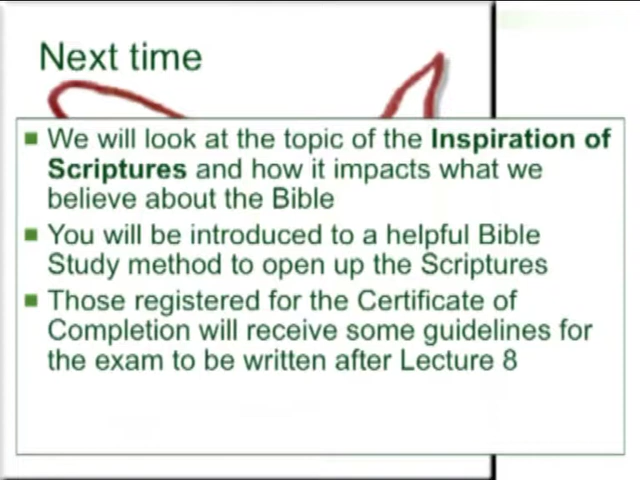 Next time
We will look at the topic of the Inspiration of
Scriptures and how it impacts what we
believe about the Bible
You will be introduced to a helpful Bible
Study method to open up the Scriptures
Those registered for the Certificate of
Completion will receive some guidelines for
the exam to be written after Lecture 8